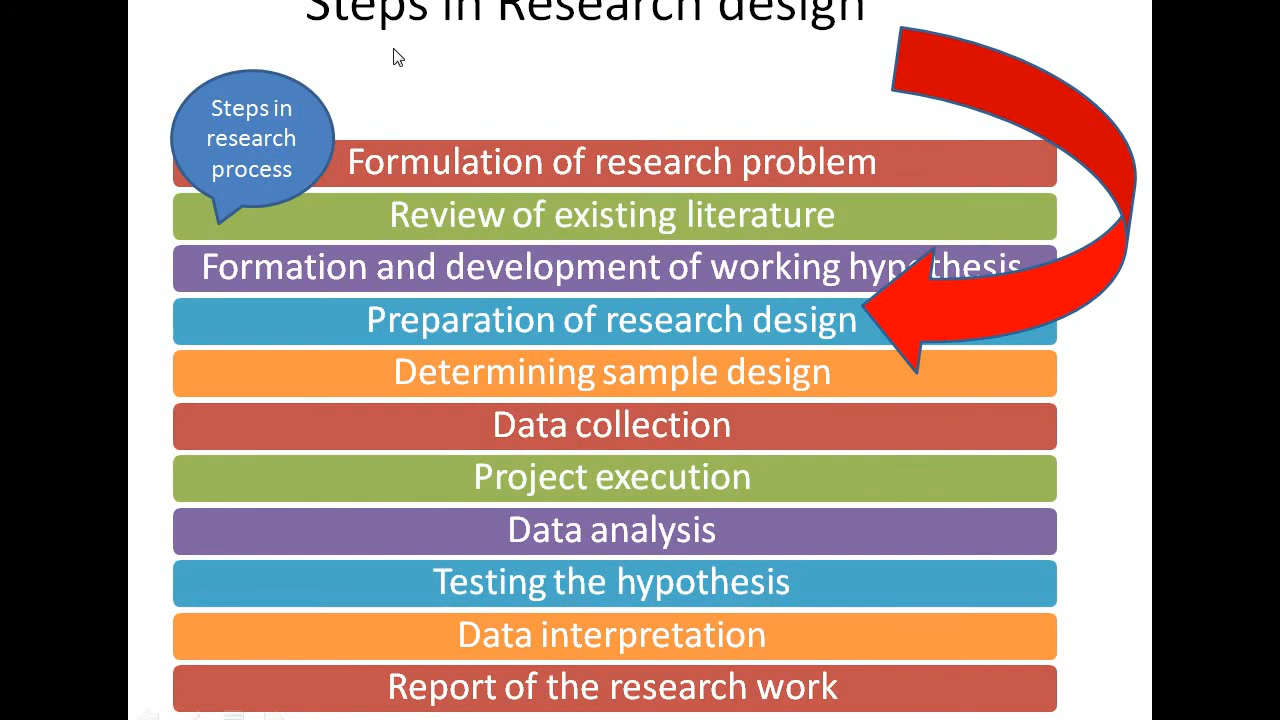 Steps in Research design
Steps in
research
process
Formulation of research problem
Review of existing literature
Formation and development of working hypothesis
Preparation of research design
Determining sample design
Data collection
Project execution
Data analysis
Testing the hypothesis
Data interpretation
Report of the research work